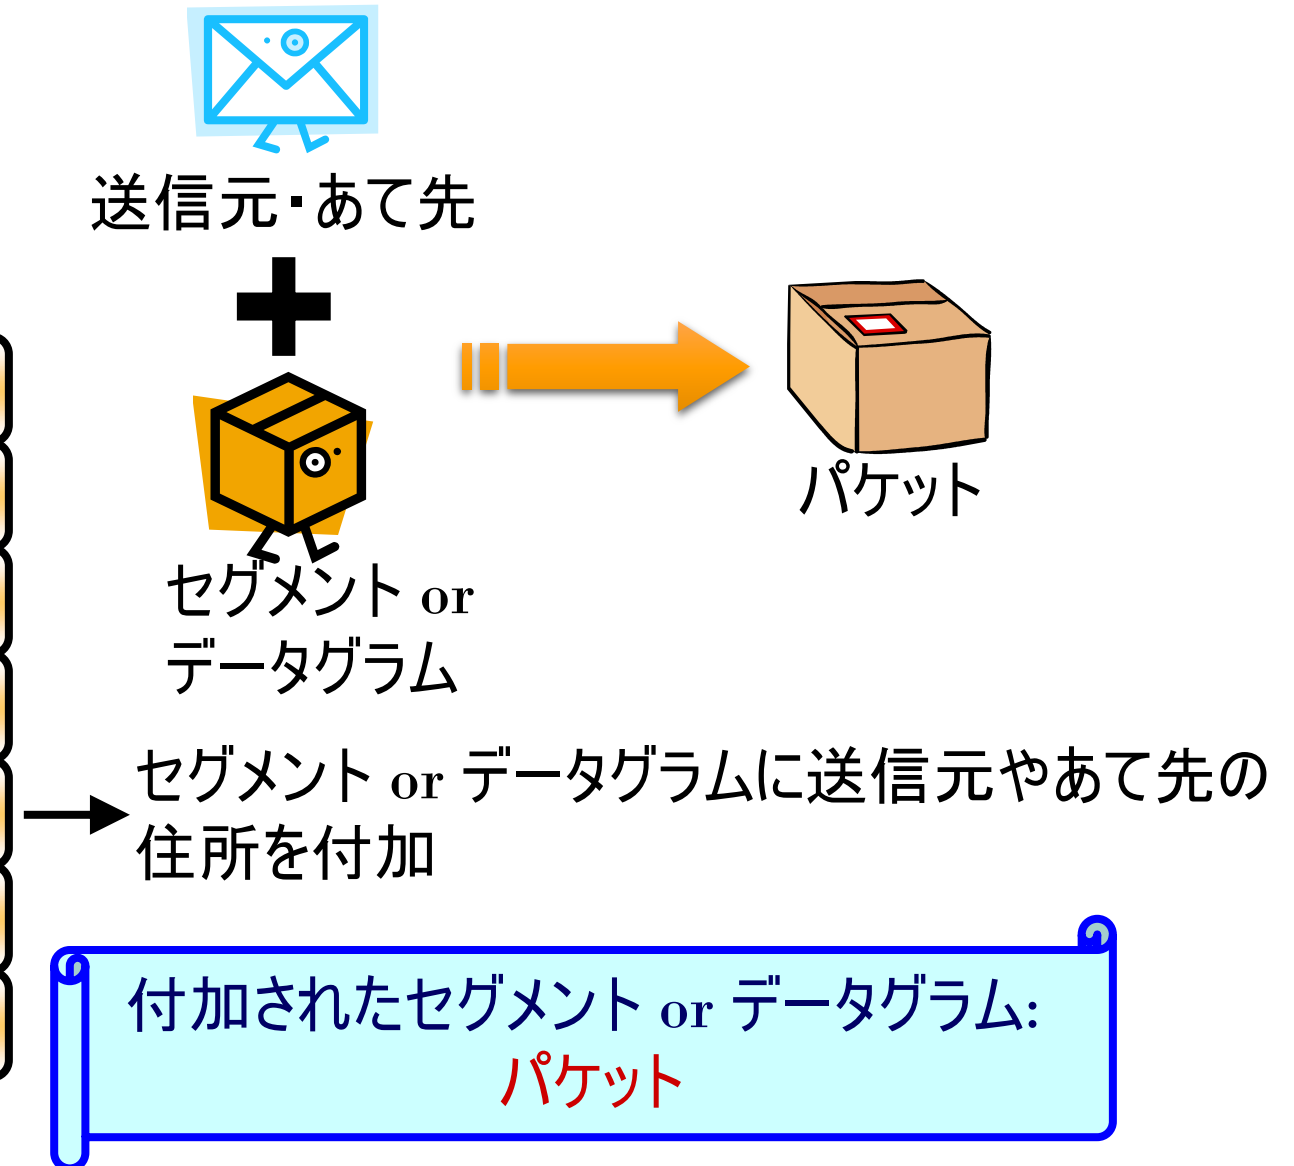 送信元・あて先
パケット
セグメント or
データグラム
セグメント or データグラムに送信元やあて先の
住所を付加
付加されたセグメント or データグラム:
パケット